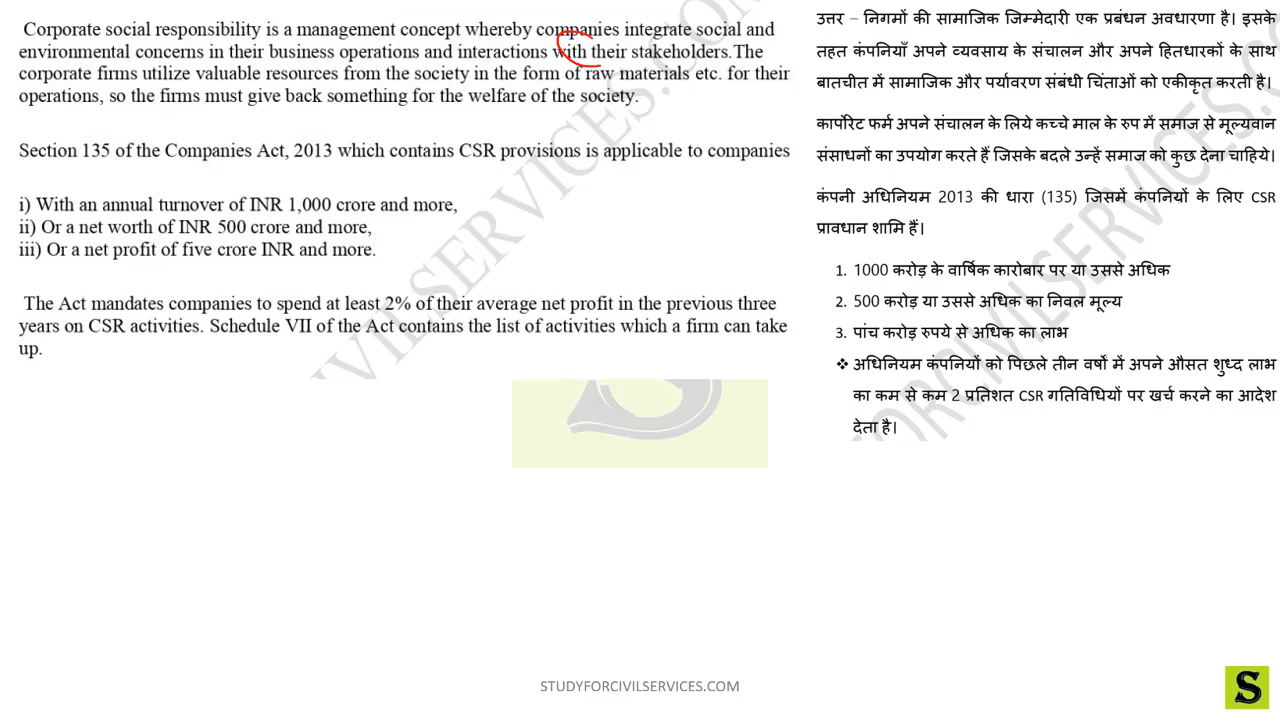 Corporate social responsibility is a management concept whereby companies integrate social and
environmental concerns in their business operations and interactions with their stakeholders.The
corporate firms utilize valuable resources from the society in the form of raw materials etc. for their
operations, so the firms must give back something for the welfare of the society.
Section 135 of the Companies Act, 2013 which contains CSR provisions is applicable to companies
i) With an annual turnover of INR 1,000 crore and more,
ii) Or a net worth of INR 500 crore and more,
iii) Or a net profit of five crore INR and more.
The Act mandates companies to spend at least 2% of their average net profit in the previous three
years on CSR activities. Schedule VII of the Act contains the list of activities which a firm can take
up.
उत्तर – निगमों की सामाजिक जिम्मेदारी एक प्रबंधन अवधारणा है। इसके
तहत कंपनियाँ अपने व्यवसाय के संचालन और अपने हितधारकों के साथ
बातचीत में सामाजिक और पर्यावरण संबंधी चिंताओं को एकीकृत करती है।
कार्पोरेट फर्म अपने संचालन के लिये कच्चे माल के रुप में समाज से मूल्यवान
संसाधनों का उपयोग करते हैं जिसके बदले उन्हें समाज को कुछ देना चाहिये।
कंपनी अधिनियम 2013 की धारा (135) जिसमें कंपनियों के लिए CSR
प्रावधान शामि हैं।
1. 1000 करोड़ के वार्षिक कारोबार पर या उससे अधिक
2. 500 करोड़ या उससे अधिक का निवल मूल्य
3. पांच करोड़ रुपये से अधिक का लाभ
❖ अधिनियम कंपनियों को पिछले तीन वर्षों में अपने औसत शुध्द लाभ
का कम से कम 2 प्रतिशत CSR गतिविधियों पर खर्च करने का आदेश
देता है।
STUDYFORCIVILSERVICES.COM
S